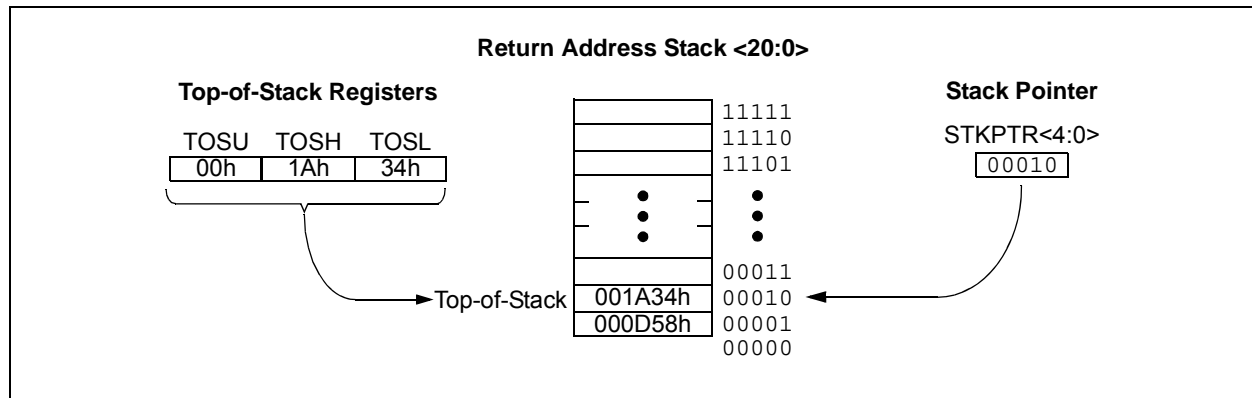 Return Address Stack <20:0>
Top-of-Stack Registers
Stack Pointer
TOSU TOSH TOSL
STKPTR<4:0>
00h 1Ah 34h
00010
11111
11110
11101
00011
Top-of-Stack 001A34h 00010
000D58h 00001
00000